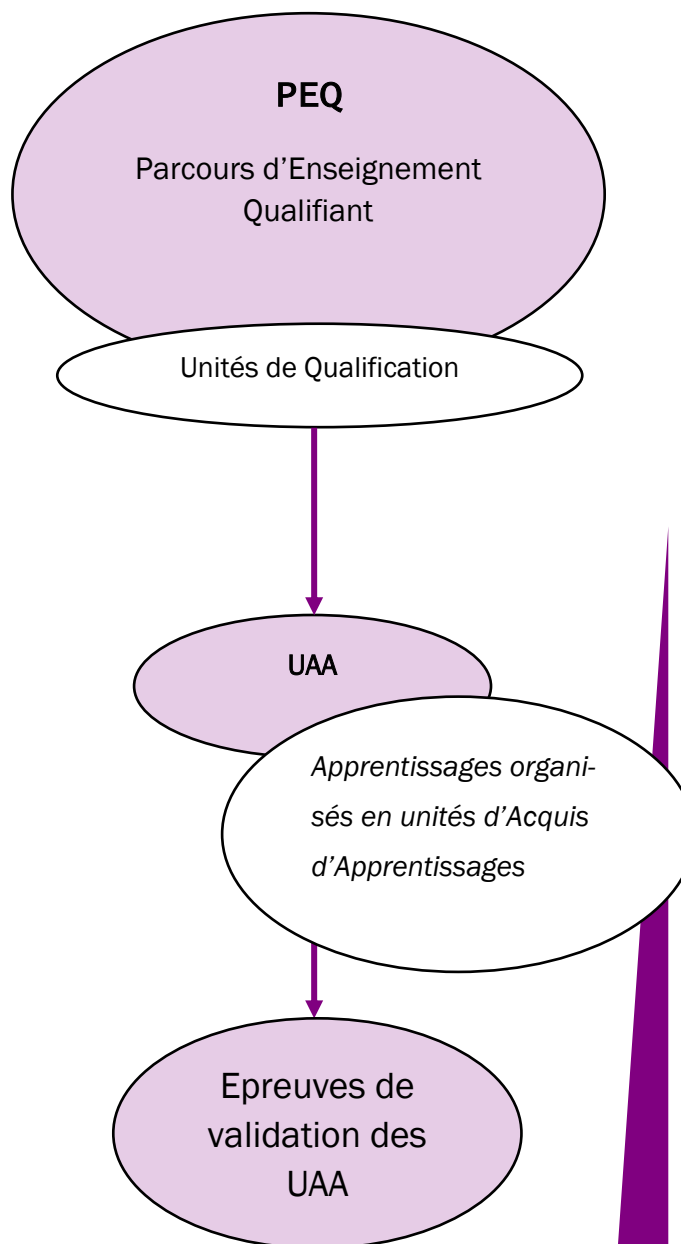 PEQ
Parcours d'Enseignement
Qualifiant
Unités de Qualification
UAA
Apprentissages organi-
sés en unités d'Acquis
d'Apprentissages
Epreuves de
validation des
UAA